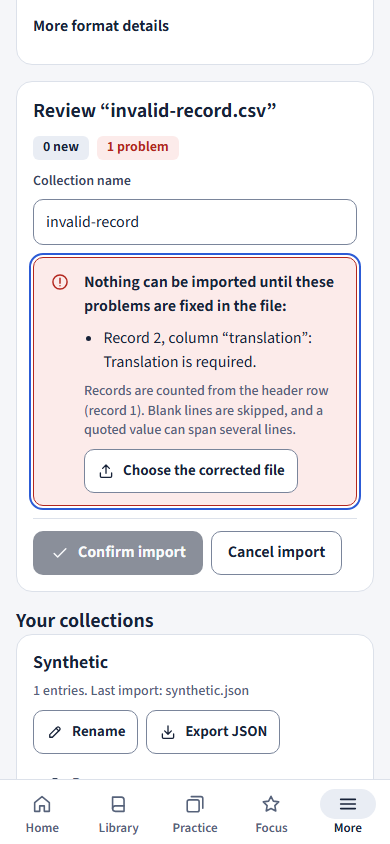 More format details
Review “invalid-record.csv”
0 new
1 problem
Collection name
invalid-record
Nothing can be imported until these
problems are fixed in the file:
• Record 2, column “translation”:
Translation is required.
Records are counted from the header row
(record 1). Blank lines are skipped, and a
quoted value can span several lines.
Choose the corrected file
Confirm import
Cancel import
Your collections
Synthetic
1 entries. Last import: synthetic.json
Rename
Export JSON
Home
Library
Practice
Focus
More